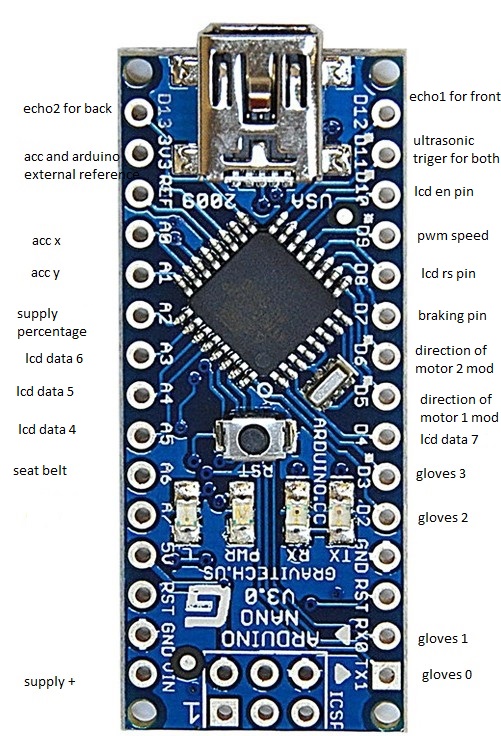 echo2 for back
acc and arduino
external reference
acc x
acc y
supply
percentage
lcd data 6
lcd data 5
lcd data 4
seat belt
supply +
echo1 for front
ultrasonic
triger for both
lcd en pin
pwm speed
lcd rs pin
braking pin
direction of
motor 2 mod
direction of
motor 1 mod
lcd data 7
gloves 3
gloves 2
gloves 1
gloves 0
D13
3V3
REF
A0
A1
A2
A3
A4
A5
A6
A7
5V
RST
GND
VIN
D12
D11
D10
D9
D8
D7
D6
D5
D4
D3
D2
GND
RST
RX0
TX1
USA
2009
RST
ARDUINO.CC
L
PWR
RX
TX
GRAVITECH.US
ARDUINO
NANO
V3.0
ICSP
1